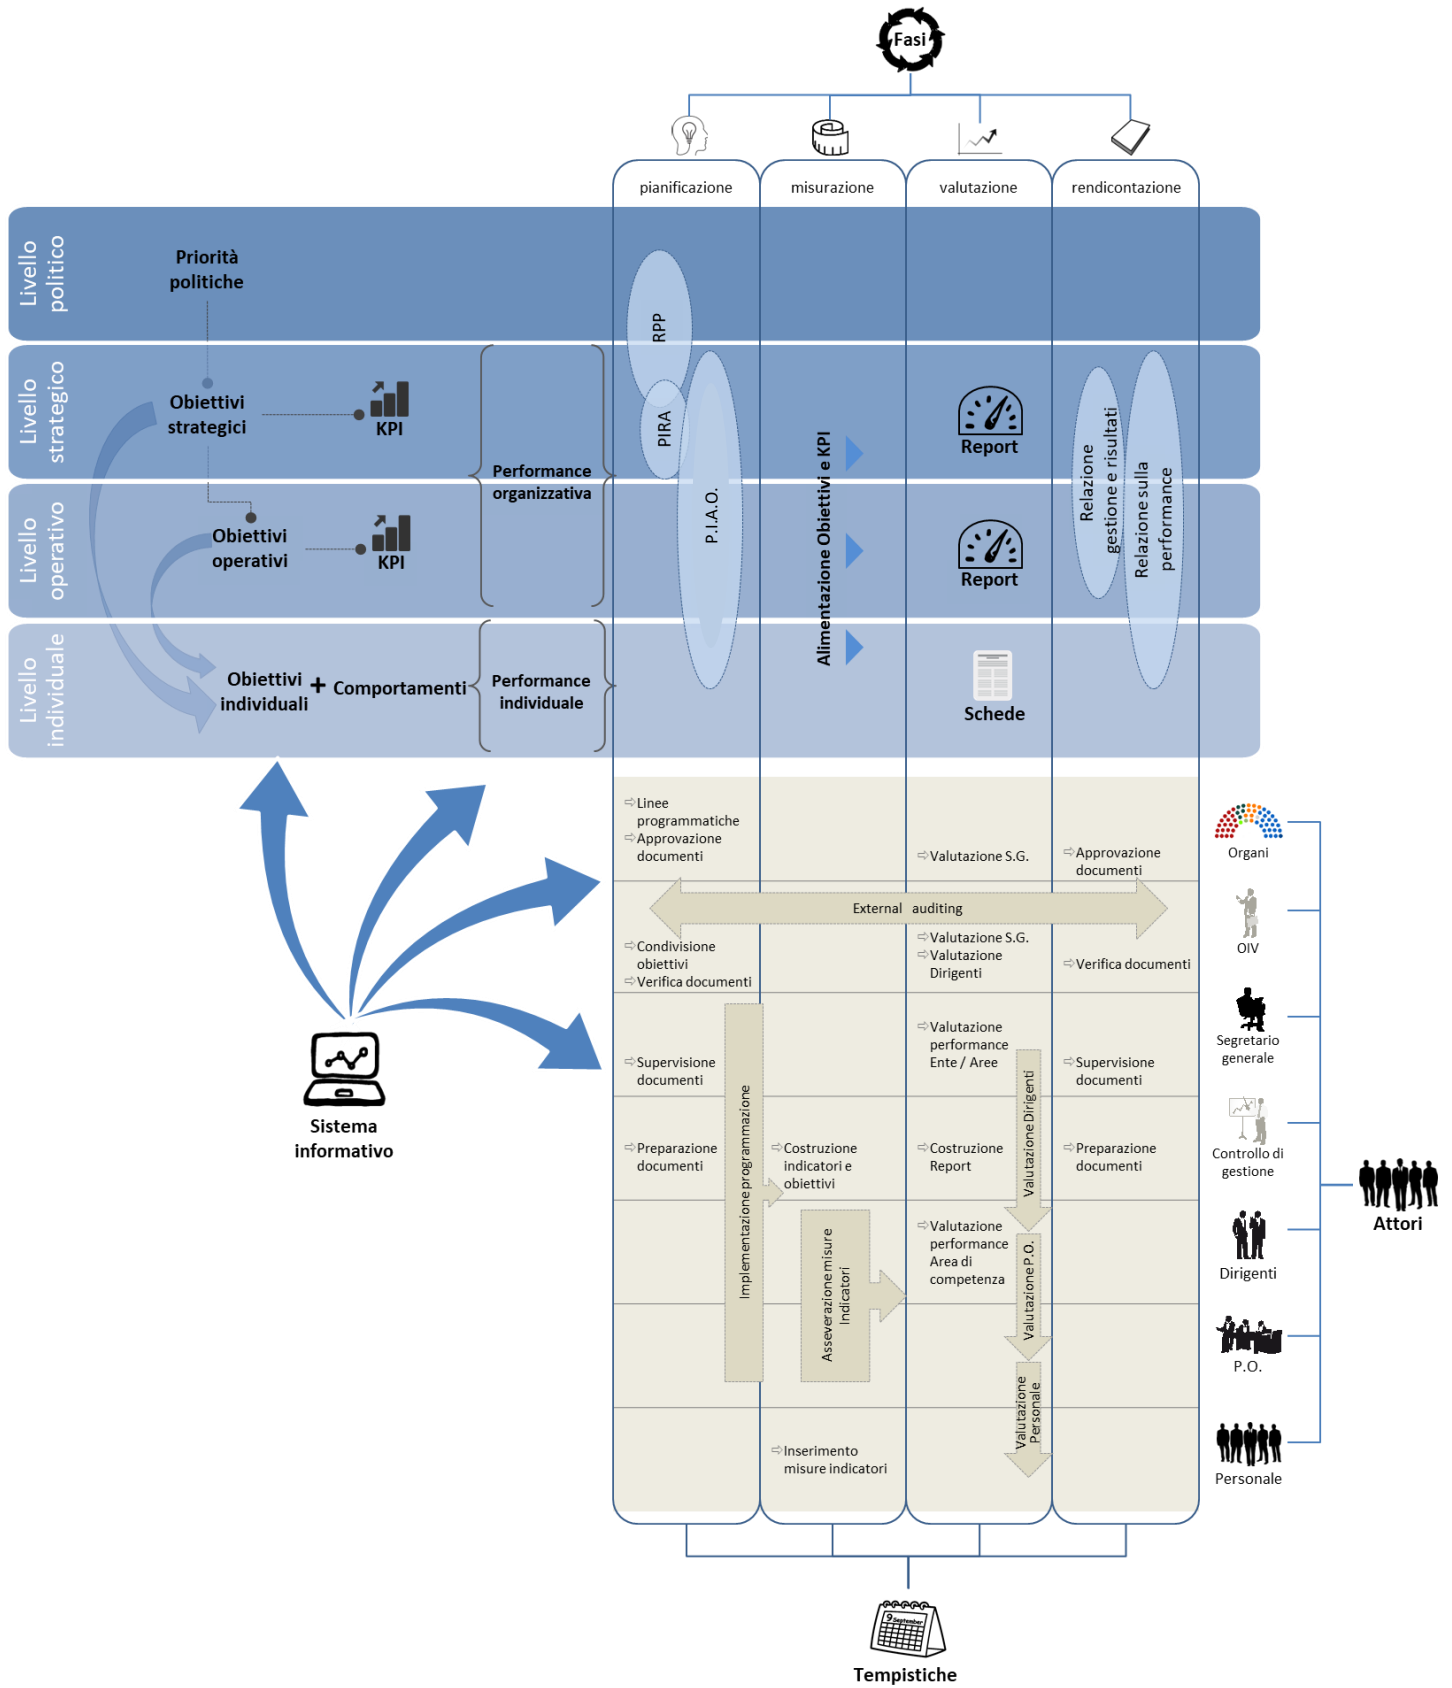 Fasi
pianificazione
misurazione
valutazione
rendicontazione
Livello
politico
Priorità
politiche
RPP
Livello
strategico
Obiettivi
strategici
KPI
Performance
organizzativa
PIRA
P.I.A.O.
Alimentazione Obiettivi e KPI
Report
Relazione
gestione e risultati
Relazione sulla
performance
Livello
operativo
Obiettivi
operativi
KPI
Report
Livello
individuale
Obiettivi
individuali
+
Comportamenti
Performance
individuale
Schede
Linee
programmatiche
Approvazione
documenti
Valutazione S.G.
Approvazione
documenti
Organi
External auditing
Condivisione
obiettivi
Verifica documenti
Valutazione S.G.
Valutazione
Dirigenti
Verifica documenti
OIV
Supervisione
documenti
Valutazione
performance
Ente / Aree
Supervisione
documenti
Segretario
generale
Implementazione programmazione
Valutazione Dirigenti
Preparazione
documenti
Costruzione
indicatori e
obiettivi
Costruzione
Report
Preparazione
documenti
Controllo di
gestione
Asseverazione misure
Indicatori
Valutazione
performance
Area di
competenza
Valutazione P.O.
Dirigenti
P.O.
Valutazione
Personale
Inserimento
misure indicatori
Personale
Attori
Sistema
informativo
9 September
Tempistiche